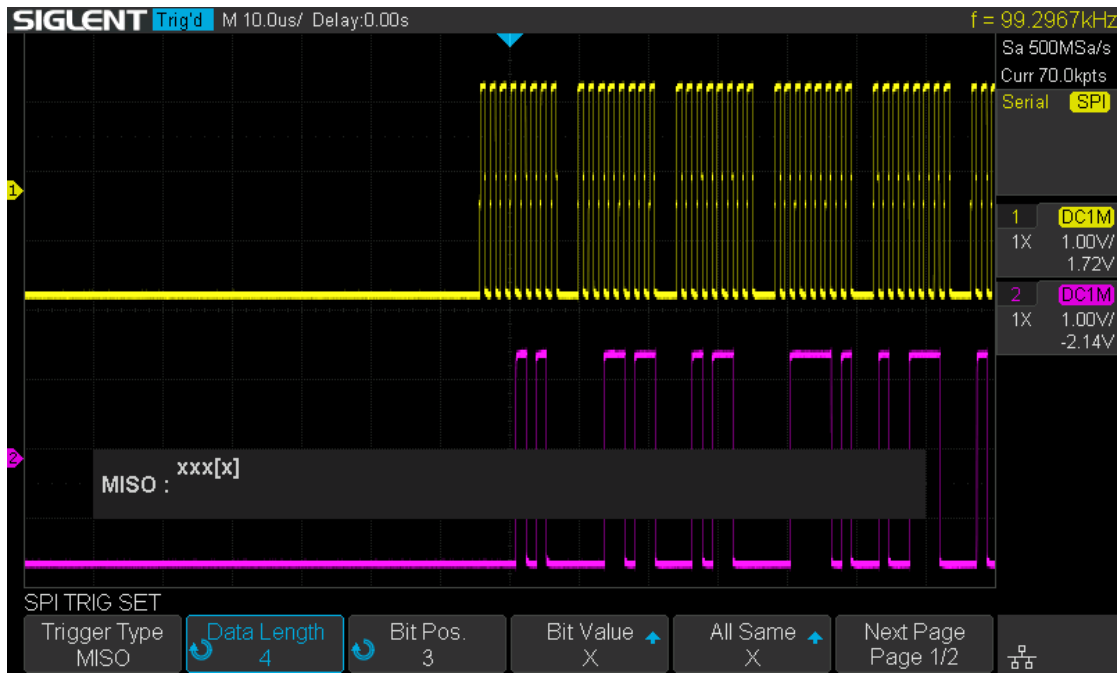 SIGLENT Trig'd M 10.0us/ Delay:0.00s f = 99.2967kHz
Sa 500MSa/s
Curr 70.0kpts
Serial SPI
1
1 DC1M
1X 1.00V/
1.72V
2 DC1M
1X 1.00V/
-2.14V
2
MISO : xxx[x]
SPI TRIG SET
Trigger Type
MISO
Data Length
4
Bit Pos.
3
Bit Value
X
All Same
X
Next Page
Page 1/2